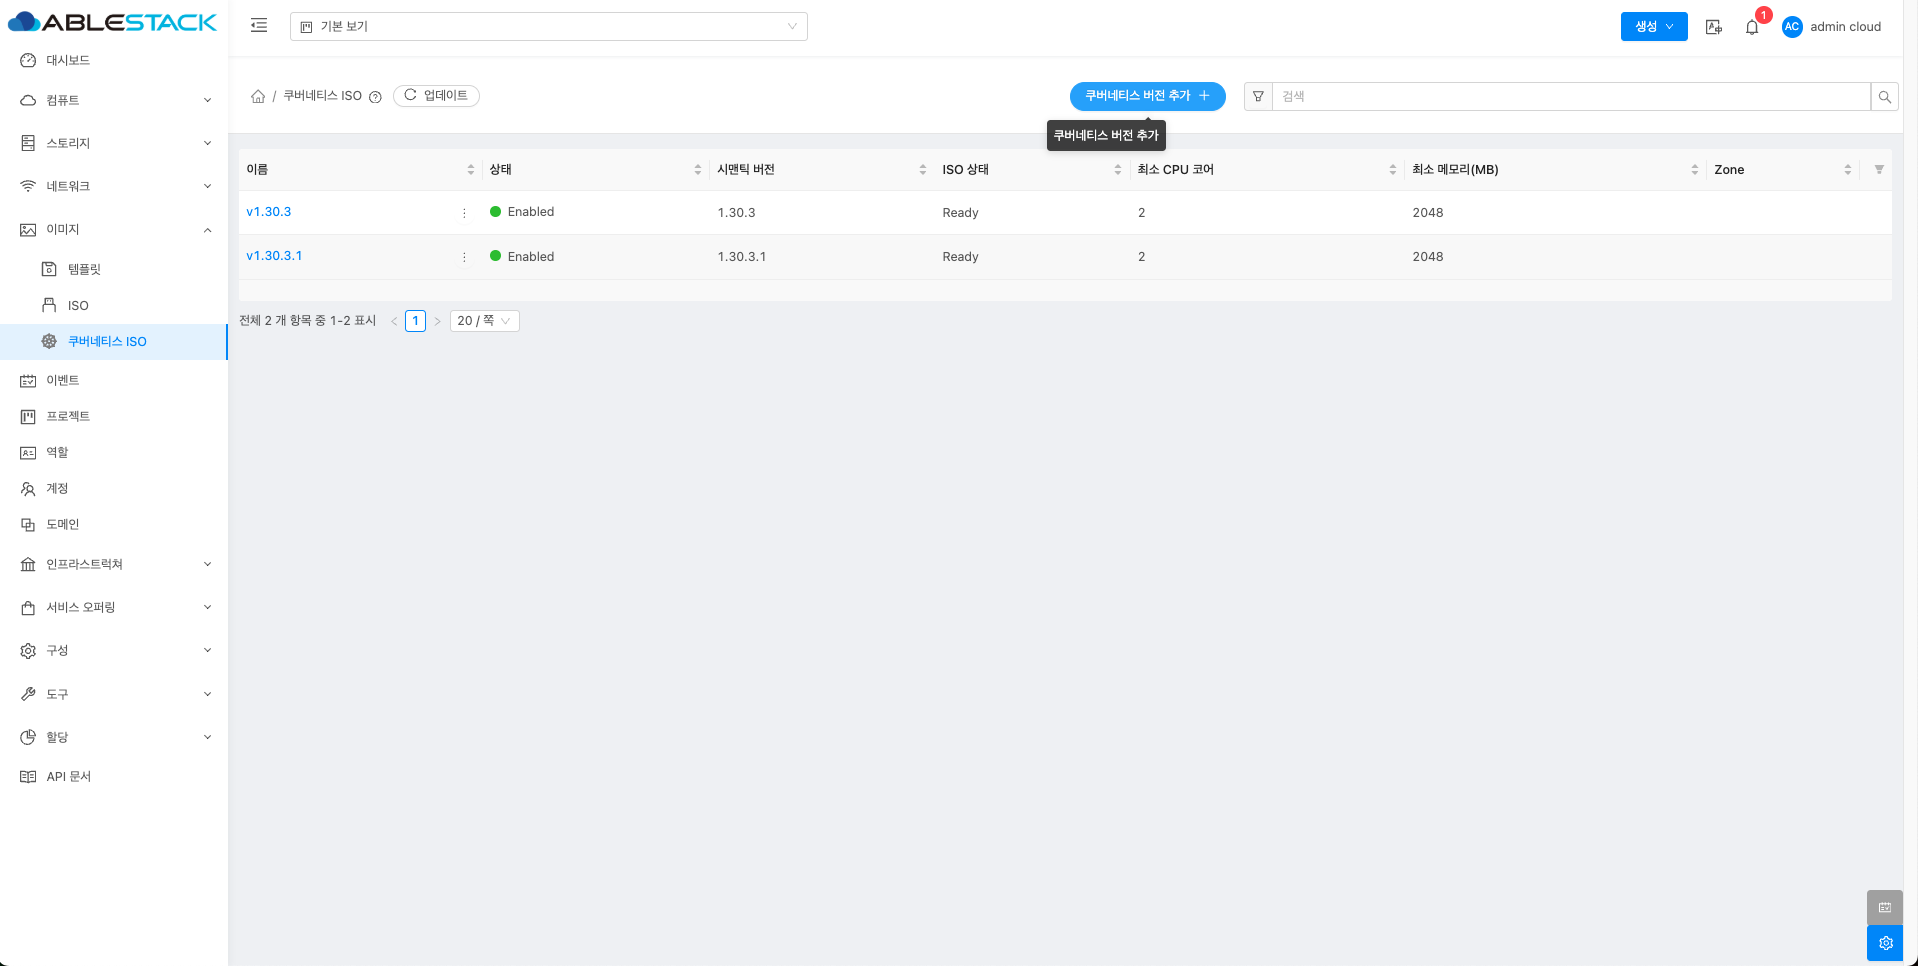 ABLESTACK
기본 보기
생성
1
AC
admin cloud
대시보드
컴퓨트
스토리지
네트워크
이미지
템플릿
ISO
쿠버네티스 ISO
이벤트
프로젝트
역할
계정
도메인
인프라스트럭쳐
서비스 오퍼링
구성
도구
할당
API 문서
/ 쿠버네티스 ISO
업데이트
쿠버네티스 버전 추가 +
검색
쿠버네티스 버전 추가
이름 상태 시맨틱 버전 ISO 상태 최소 CPU 코어 최소 메모리(MB) Zone
v1.30.3 Enabled 1.30.3 Ready 2 2048
v1.30.3.1 Enabled 1.30.3.1 Ready 2 2048
전체 2 개 항목 중 1-2 표시 < 1 > 20 / 쪽